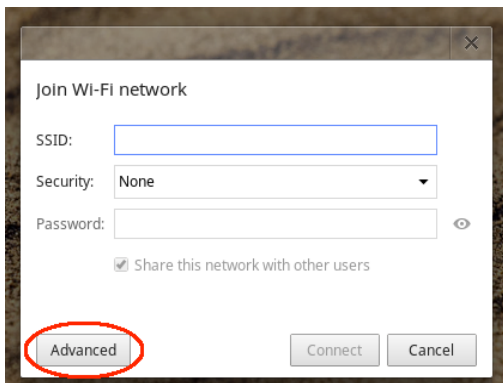 Join Wi-Fi network
SSID:
Security: None
Password:
Share this network with other users
Advanced Connect Cancel